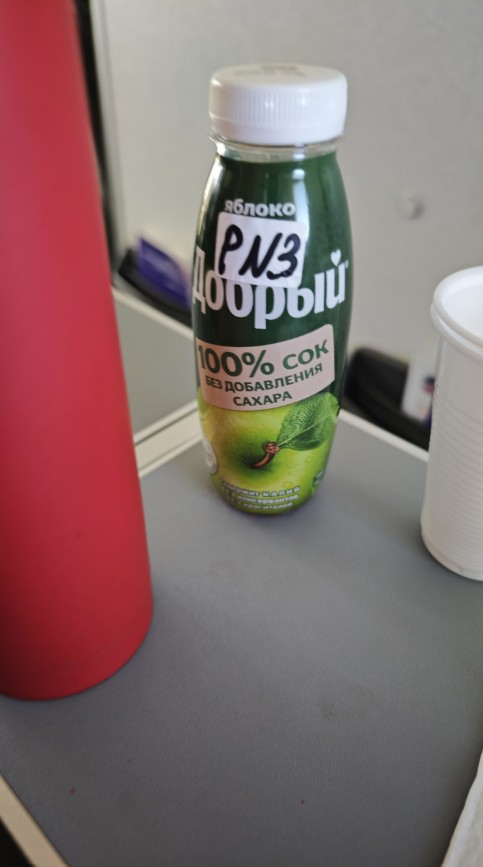 яблоко
PN3
Добрый
100% СОК
БЕЗ ДОБАВЛЕНИЯ
САХАРА